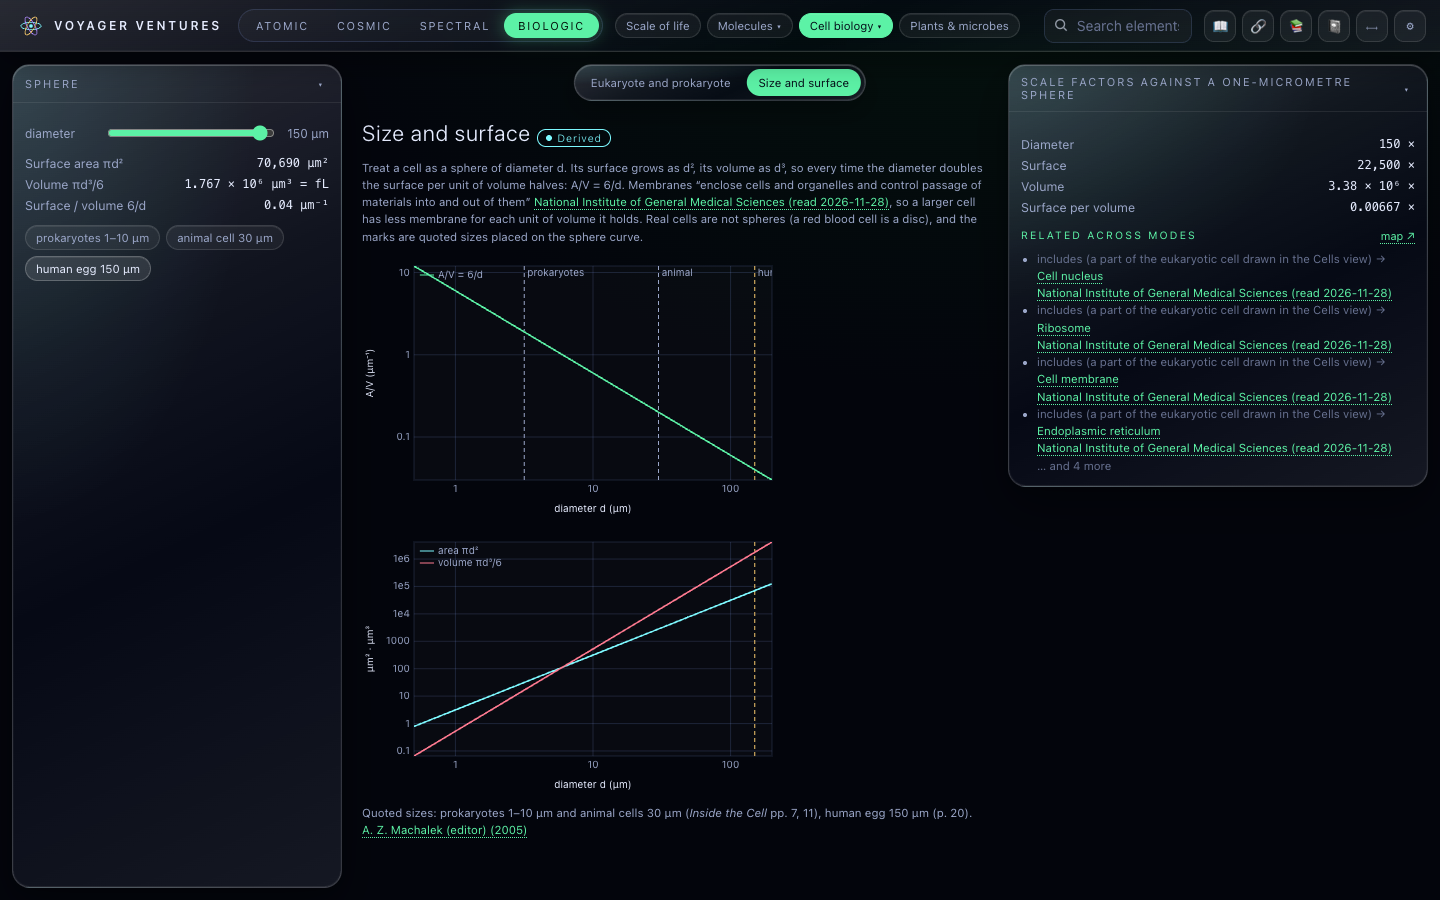 VOYAGER VENTURES
ATOMIC COSMIC SPECTRAL BIOLOGIC
Scale of life Molecules ▾ Cell biology ▾ Plants & microbes
Search elements
SPHERE
diameter 150 µm
Surface area πd² 70,690 µm²
Volume πd³/6 1.767 × 10⁶ µm³ = fL
Surface / volume 6/d 0.04 µm⁻¹
prokaryotes 1–10 µm animal cell 30 µm
human egg 150 µm
Eukaryote and prokaryote Size and surface
Size and surface Derived
Treat a cell as a sphere of diameter d. Its surface grows as d², its volume as d³, so every time the diameter doubles
the surface per unit of volume halves: A/V = 6/d. Membranes “enclose cells and organelles and control passage of
materials into and out of them” National Institute of General Medical Sciences (read 2026-11-28), so a larger cell
has less membrane for each unit of volume it holds. Real cells are not spheres (a red blood cell is a disc), and the
marks are quoted sizes placed on the sphere curve.
A/V = 6/d prokaryotes animal hur
10
1
0.1
A/V (µm⁻¹)
1 10 100
diameter d (µm)
area πd²
volume πd³/6
1e6
1e5
1e4
1000
100
10
1
0.1
µm² · µm³
1 10 100
diameter d (µm)
Quoted sizes: prokaryotes 1–10 µm and animal cells 30 µm (Inside the Cell pp. 7, 11), human egg 150 µm (p. 20).
A. Z. Machalek (editor) (2005)
SCALE FACTORS AGAINST A ONE-MICROMETRE
SPHERE
Diameter 150 ×
Surface 22,500 ×
Volume 3.38 × 10⁶ ×
Surface per volume 0.00667 ×
RELATED ACROSS MODES map ↗
includes (a part of the eukaryotic cell drawn in the Cells view) →
Cell nucleus
National Institute of General Medical Sciences (read 2026-11-28)
includes (a part of the eukaryotic cell drawn in the Cells view) →
Ribosome
National Institute of General Medical Sciences (read 2026-11-28)
includes (a part of the eukaryotic cell drawn in the Cells view) →
Cell membrane
National Institute of General Medical Sciences (read 2026-11-28)
includes (a part of the eukaryotic cell drawn in the Cells view) →
Endoplasmic reticulum
National Institute of General Medical Sciences (read 2026-11-28)
... and 4 more